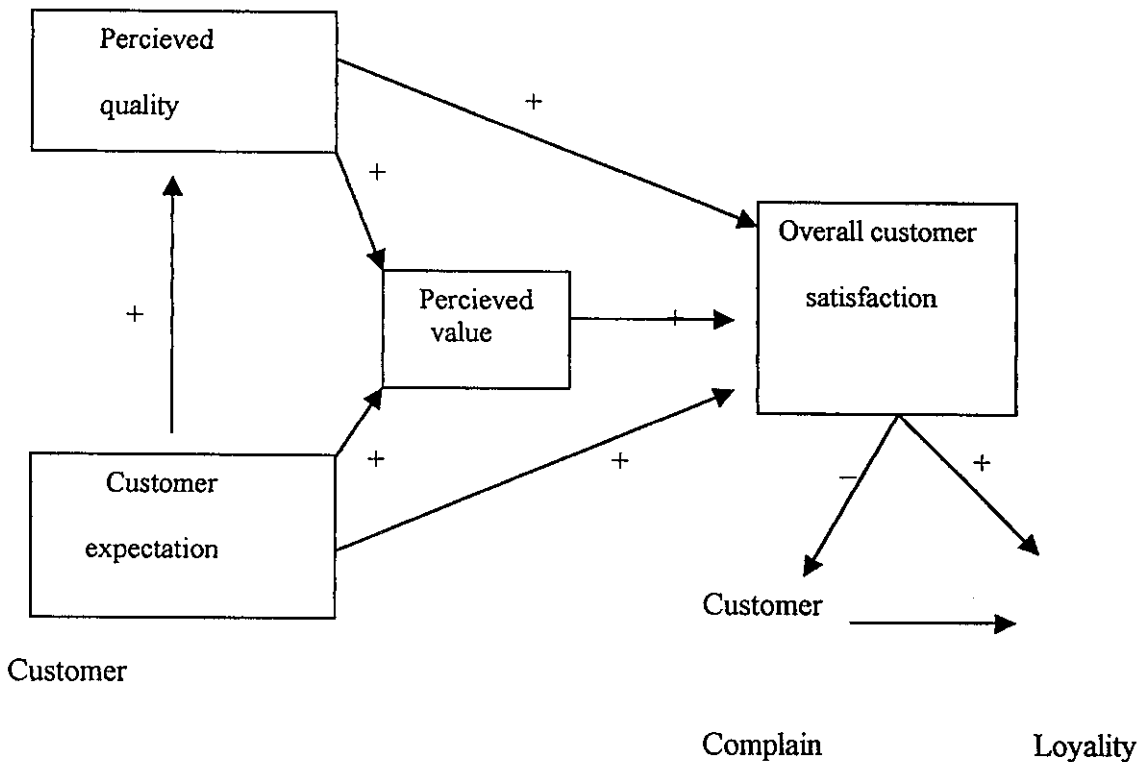 Percieved
quality
+
+
Overall customer
satisfaction
Percieved
value
+
+
+
+
Customer
expectation
−
+
Customer
Customer
Complain
Loyality